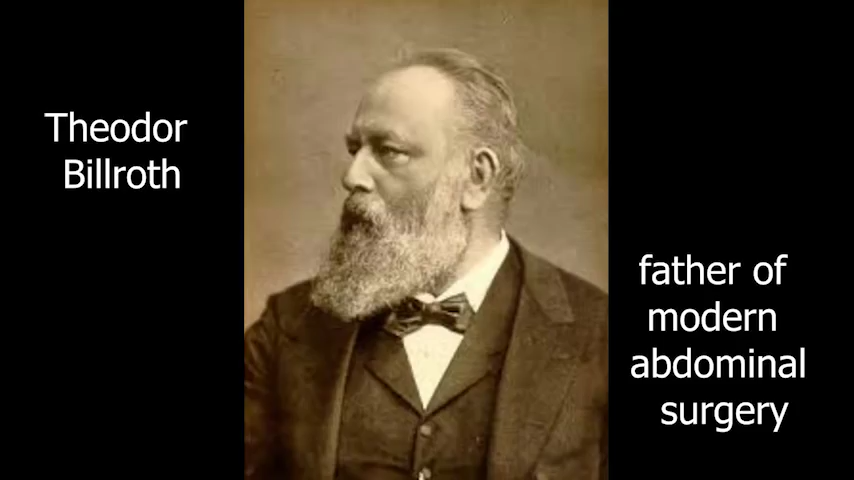 Theodor
Billroth
father of
modern
abdominal
surgery